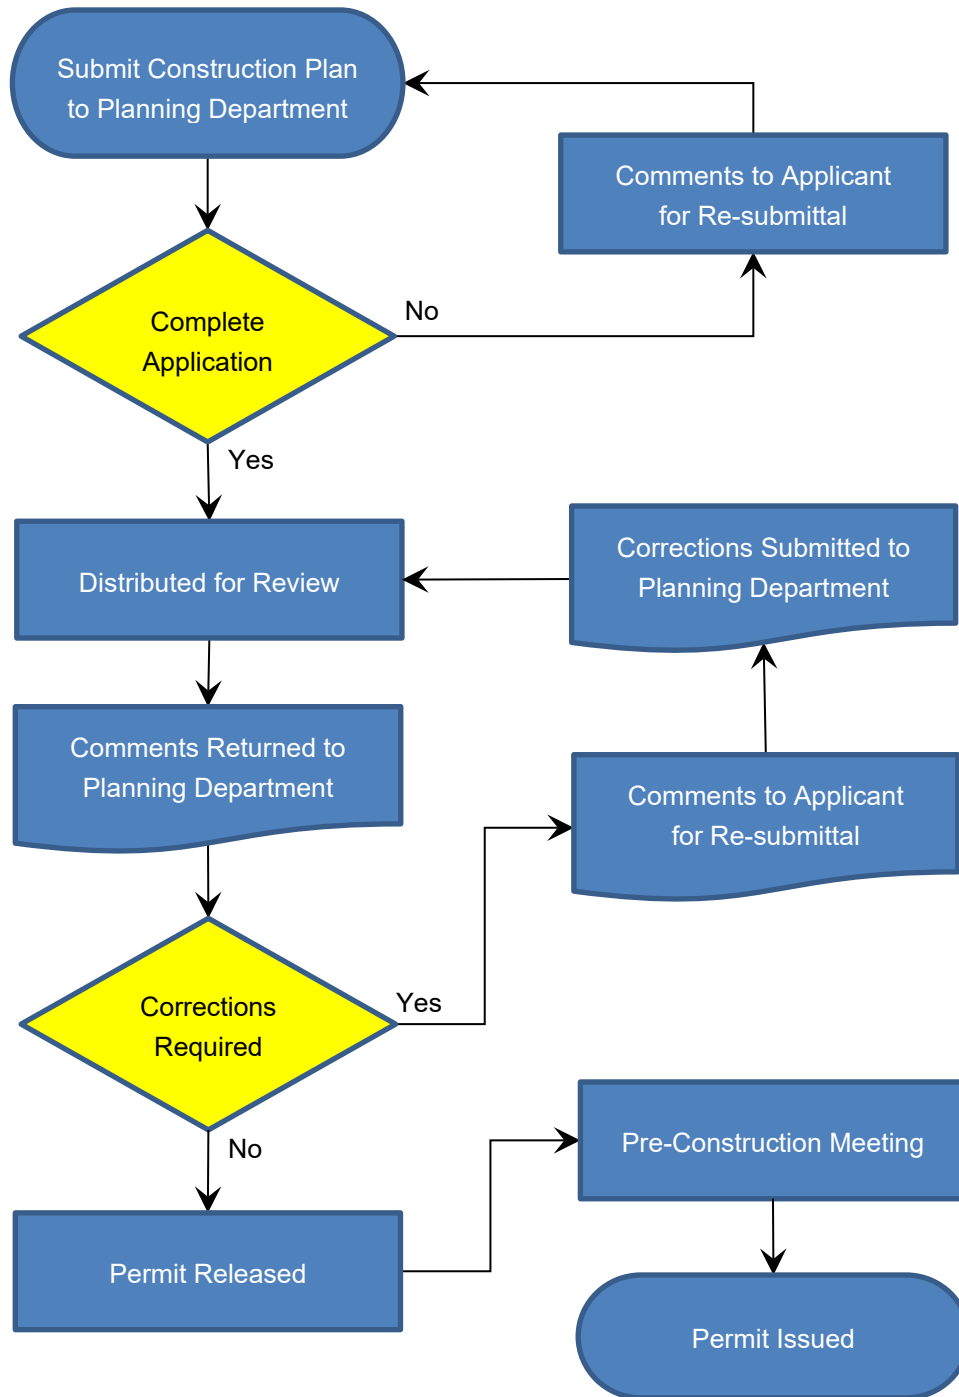 Submit Construction Plan
to Planning Department
Comments to Applicant
for Re-submittal
No
Complete
Application
Yes
Distributed for Review
Corrections Submitted to
Planning Department
Comments Returned to
Planning Department
Comments to Applicant
for Re-submittal
Yes
Corrections
Required
No
Pre-Construction Meeting
Permit Released
Permit Issued